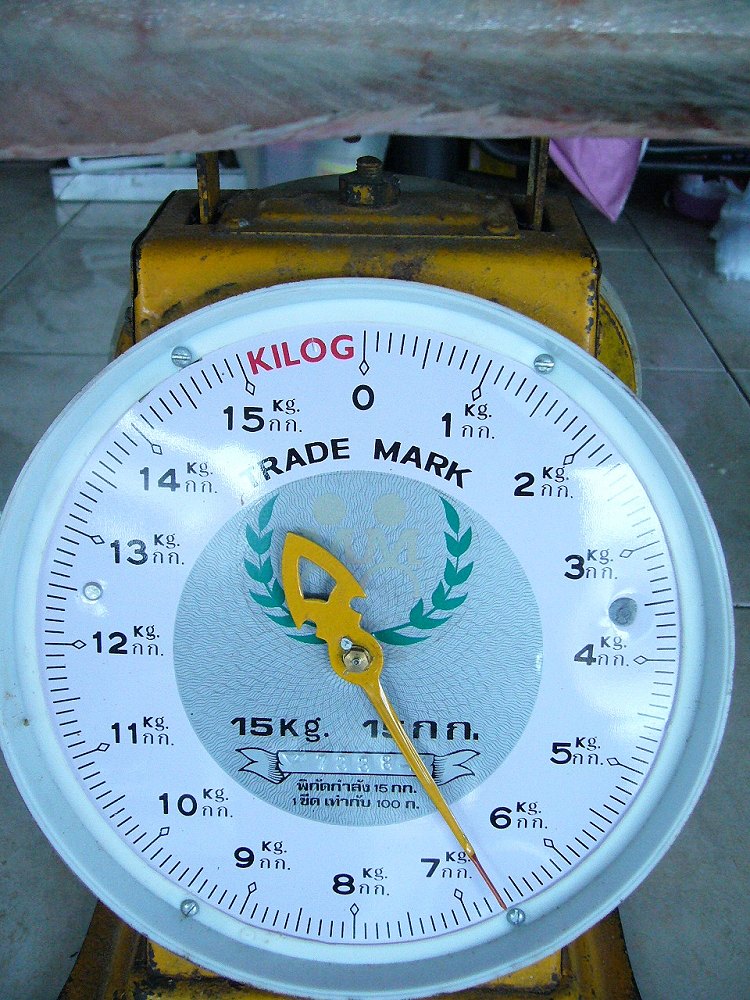 KILOG
0
1 Kg. กก.
2 Kg. กก.
3 Kg. กก.
4 Kg. กก.
5 Kg. กก.
6 Kg. กก.
7 Kg. กก.
8 Kg. กก.
9 Kg. กก.
10 Kg. กก.
11 Kg. กก.
12 Kg. กก.
13 Kg. กก.
14 Kg. กก.
15 Kg. กก.
TRADE MARK
15Kg. 15กก.
พิกัดกำลัง 15 กก.
1 ขีด เท่ากับ 100 ก.